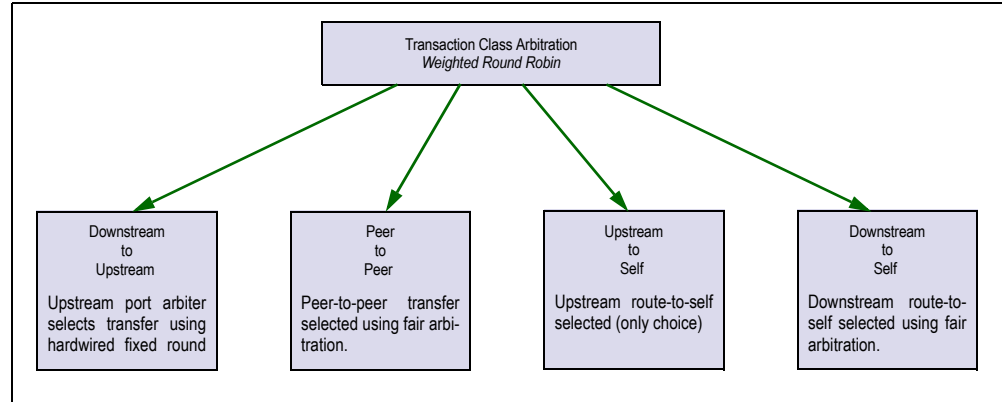 Transaction Class Arbitration
Weighted Round Robin
Downstream
to
Upstream
Upstream port arbiter
selects transfer using
hardwired fixed round
Peer
to
Peer
Peer-to-peer transfer
selected using fair arbi-
tration.
Upstream
to
Self
Upstream route-to-self
selected (only choice)
Downstream
to
Self
Downstream route-to-
self selected using fair
arbitration.